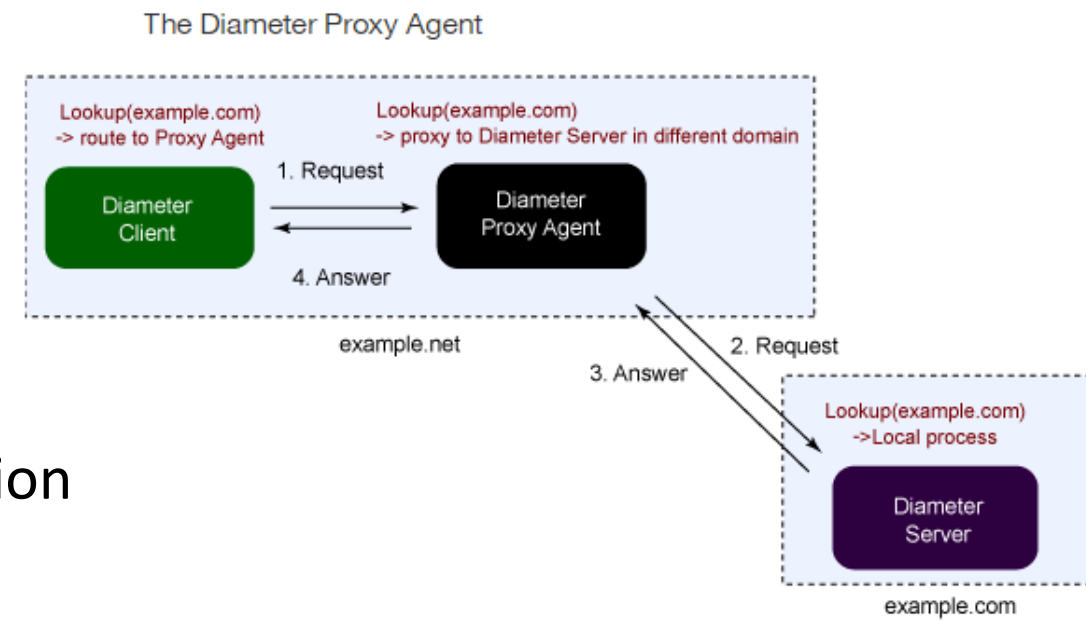 The Diameter Proxy Agent
Lookup(example.com)
-> route to Proxy Agent
Lookup(example.com)
-> proxy to Diameter Server in different domain
1. Request
Diameter
Client
Diameter
Proxy Agent
4. Answer
example.net
2. Request
3. Answer
Lookup(example.com)
->Local process
ion
Diameter
Server
example.com